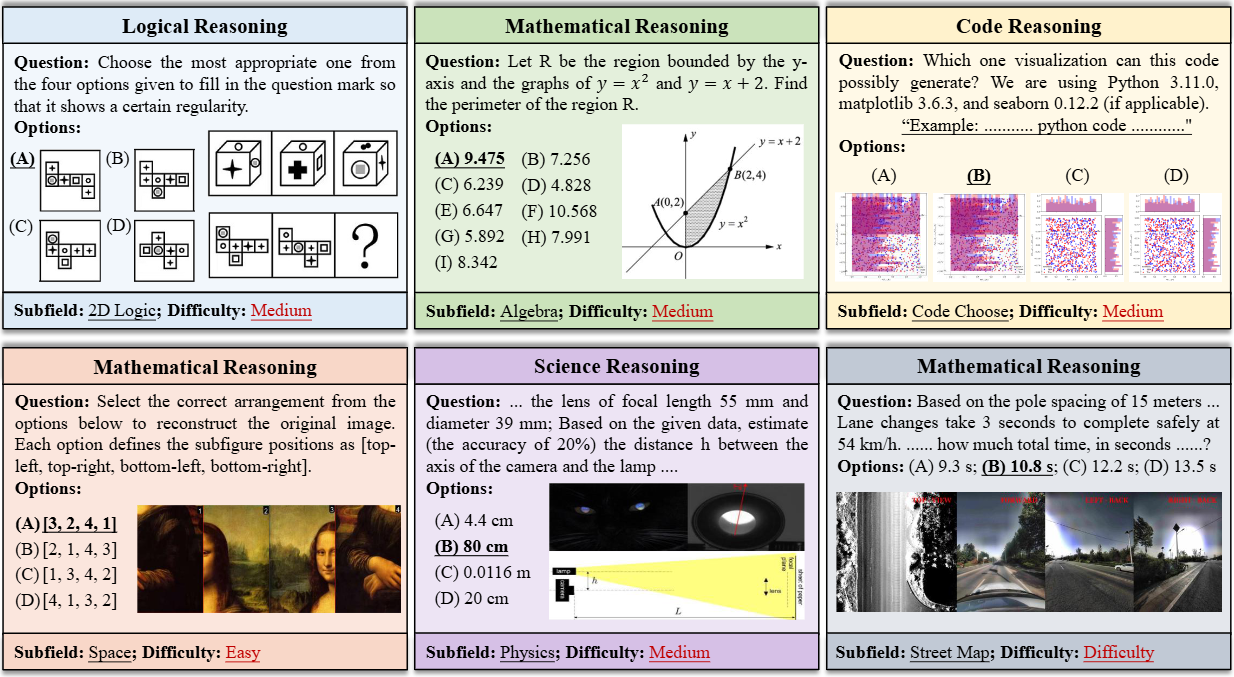 Logical Reasoning
Question: Choose the most appropriate one from
the four options given to fill in the question mark so
that it shows a certain regularity.
Options:
(A)
(B)
(C)
(D)
?
Subfield: 2D Logic; Difficulty: Medium
Mathematical Reasoning
Question: Let R be the region bounded by the y-
axis and the graphs of y = x² and y = x + 2. Find
the perimeter of the region R.
Options:
(A) 9.475 (B) 7.256
(C) 6.239 (D) 4.828
(E) 6.647 (F) 10.568
(G) 5.892 (H) 7.991
(I) 8.342
y
y = x+2
B(2,4)
A(0,2)
y = x²
O
x
Subfield: Algebra; Difficulty: Medium
Code Reasoning
Question: Which one visualization can this code
possibly generate? We are using Python 3.11.0,
matplotlib 3.6.3, and seaborn 0.12.2 (if applicable).
“Example: ........... python code ............"
Options:
(A) (B) (C) (D)
Subfield: Code Choose; Difficulty: Medium
Mathematical Reasoning
Question: Select the correct arrangement from the
options below to reconstruct the original image.
Each option defines the subfigure positions as [top-
left, top-right, bottom-left, bottom-right].
Options:
(A) [3, 2, 4, 1]
(B) [2, 1, 4, 3]
(C) [1, 3, 4, 2]
(D) [4, 1, 3, 2]
1 2 3 4
Subfield: Space; Difficulty: Easy
Science Reasoning
Question: ... the lens of focal length 55 mm and
diameter 39 mm; Based on the given data, estimate
(the accuracy of 20%) the distance h between the
axis of the camera and the lamp ....
Options:
(A) 4.4 cm
(B) 80 cm
(C) 0.0116 m
(D) 20 cm
lamp
camera
h
L
lens
focal plane
sheet of paper
Subfield: Physics; Difficulty: Medium
Mathematical Reasoning
Question: Based on the pole spacing of 15 meters ...
Lane changes take 3 seconds to complete safely at
54 km/h. ...... how much total time, in seconds ......?
Options: (A) 9.3 s; (B) 10.8 s; (C) 12.2 s; (D) 13.5 s
Subfield: Street Map; Difficulty: Difficulty